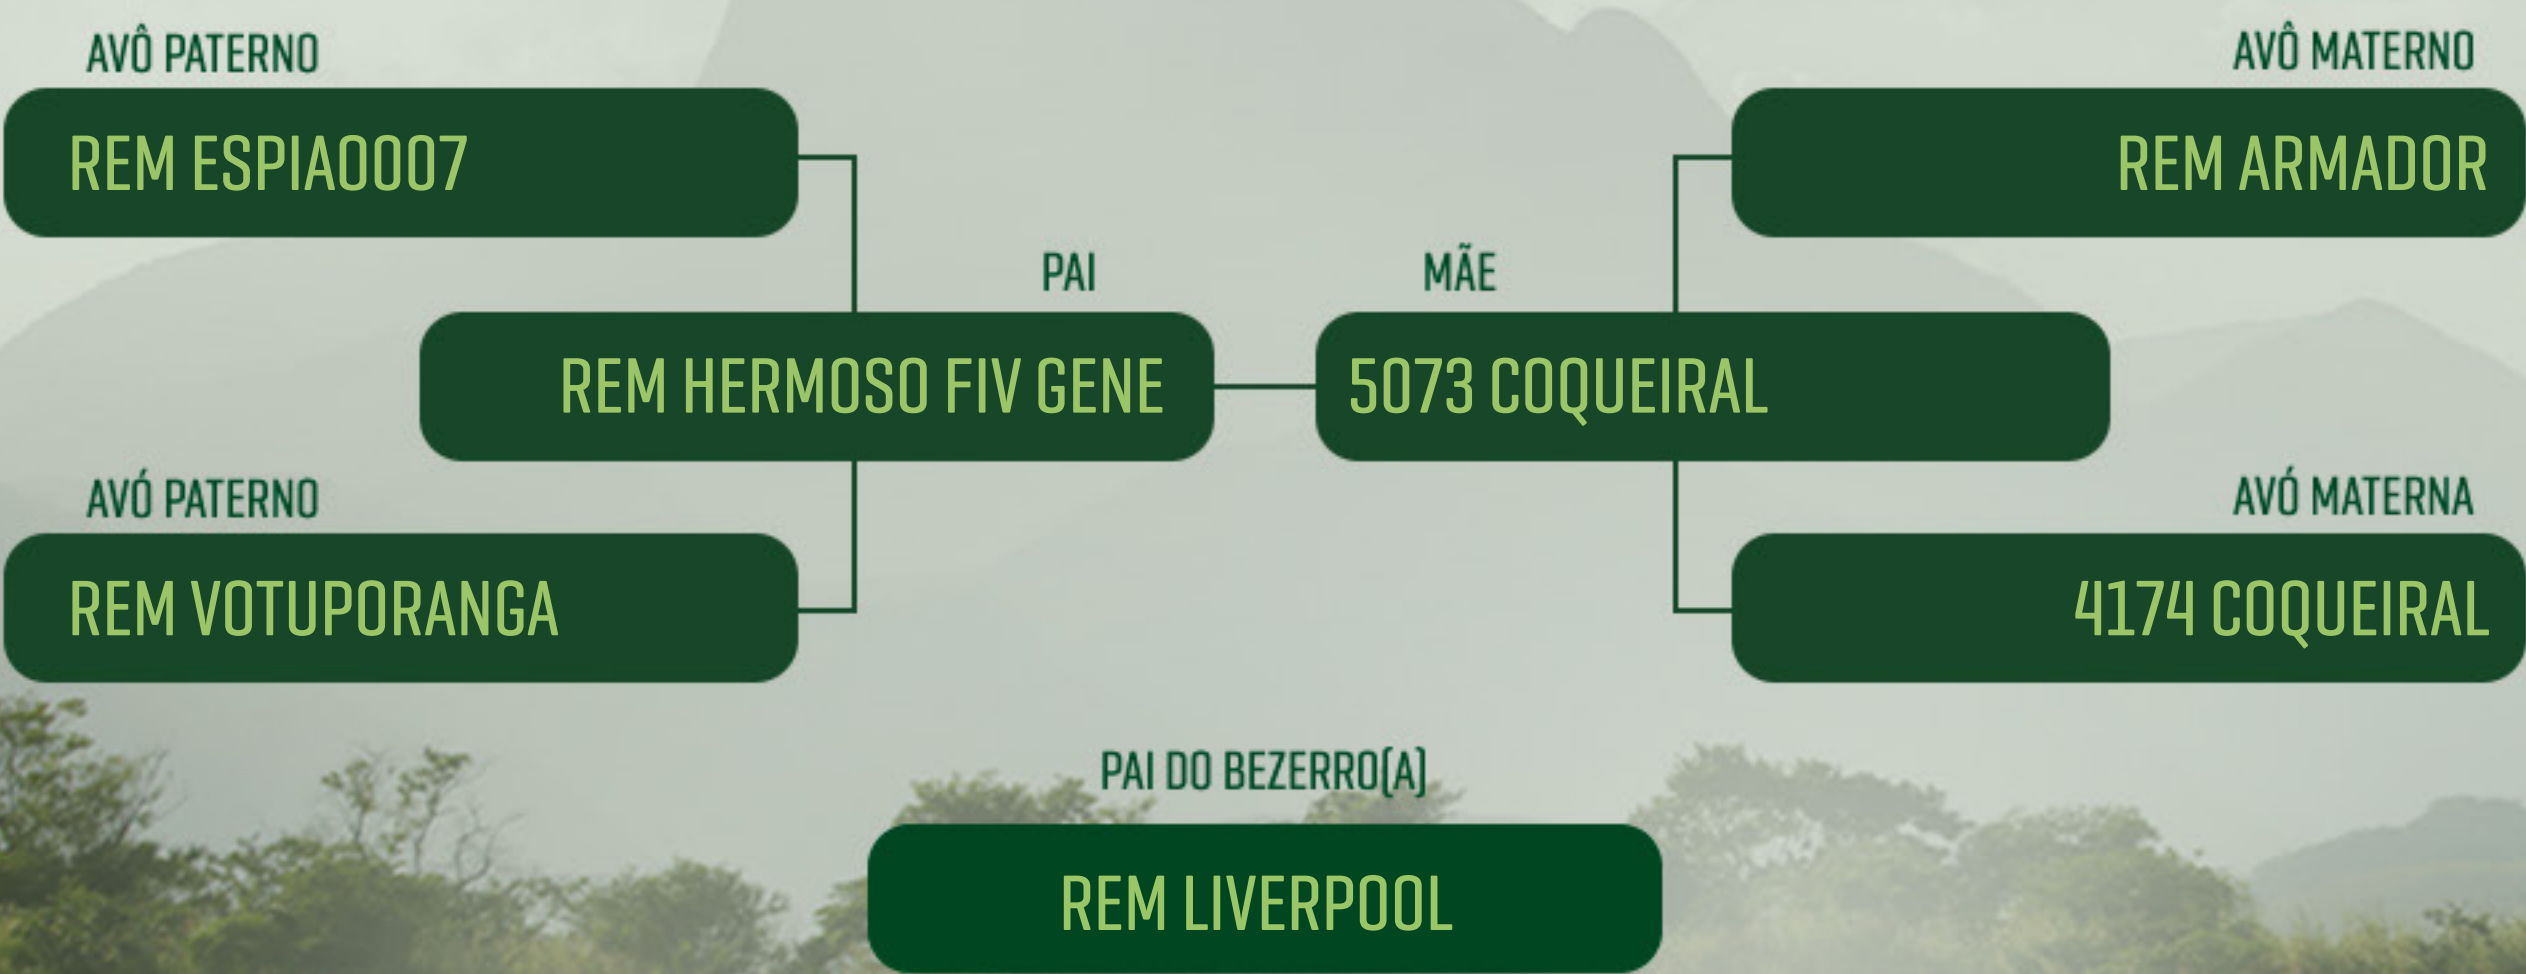 AVÔ PATERNO
AVÔ MATERNO
REM ESPIAO007
REM ARMADOR
PAI
MÃE
REM HERMOSO FIV GENE
5073 COQUEIRAL
AVÓ PATERNO
AVÓ MATERNA
REM VOTUPORANGA
4174 COQUEIRAL
PAI DO BEZERRO(A)
REM LIVERPOOL